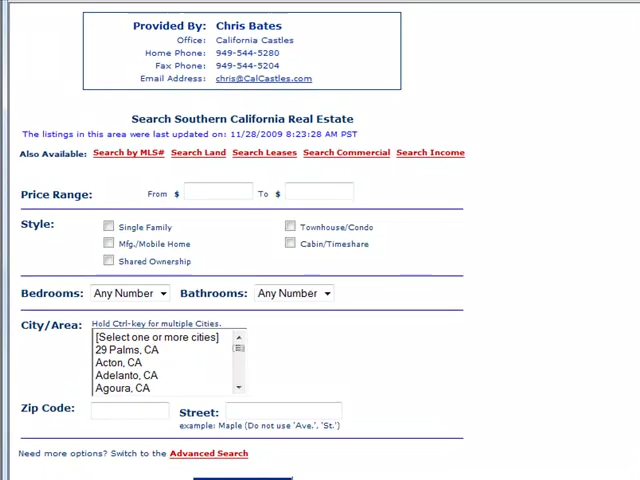 Provided By: Chris Bates
Office: California Castles
Home Phone: 949-544-5280
Fax Phone: 949-544-5204
Email Address: chris@CalCastles.com
Search Southern California Real Estate
The listings in this area were last updated on: 11/28/2009 8:23:28 AM PST
Also Available: Search by MLS# Search Land Search Leases Search Commercial Search Income
Price Range: From $ To $
Style: Single Family Townhouse/Condo
Mfg./Mobile Home Cabin/Timeshare
Shared Ownership
Bedrooms: Any Number Bathrooms: Any Number
City/Area: Hold Ctrl-key for multiple Cities.
[Select one or more cities]
29 Palms, CA
Acton, CA
Adelanto, CA
Agoura, CA
Zip Code: Street:
example: Maple (Do not use 'Ave.', 'St.')
Need more options? Switch to the Advanced Search